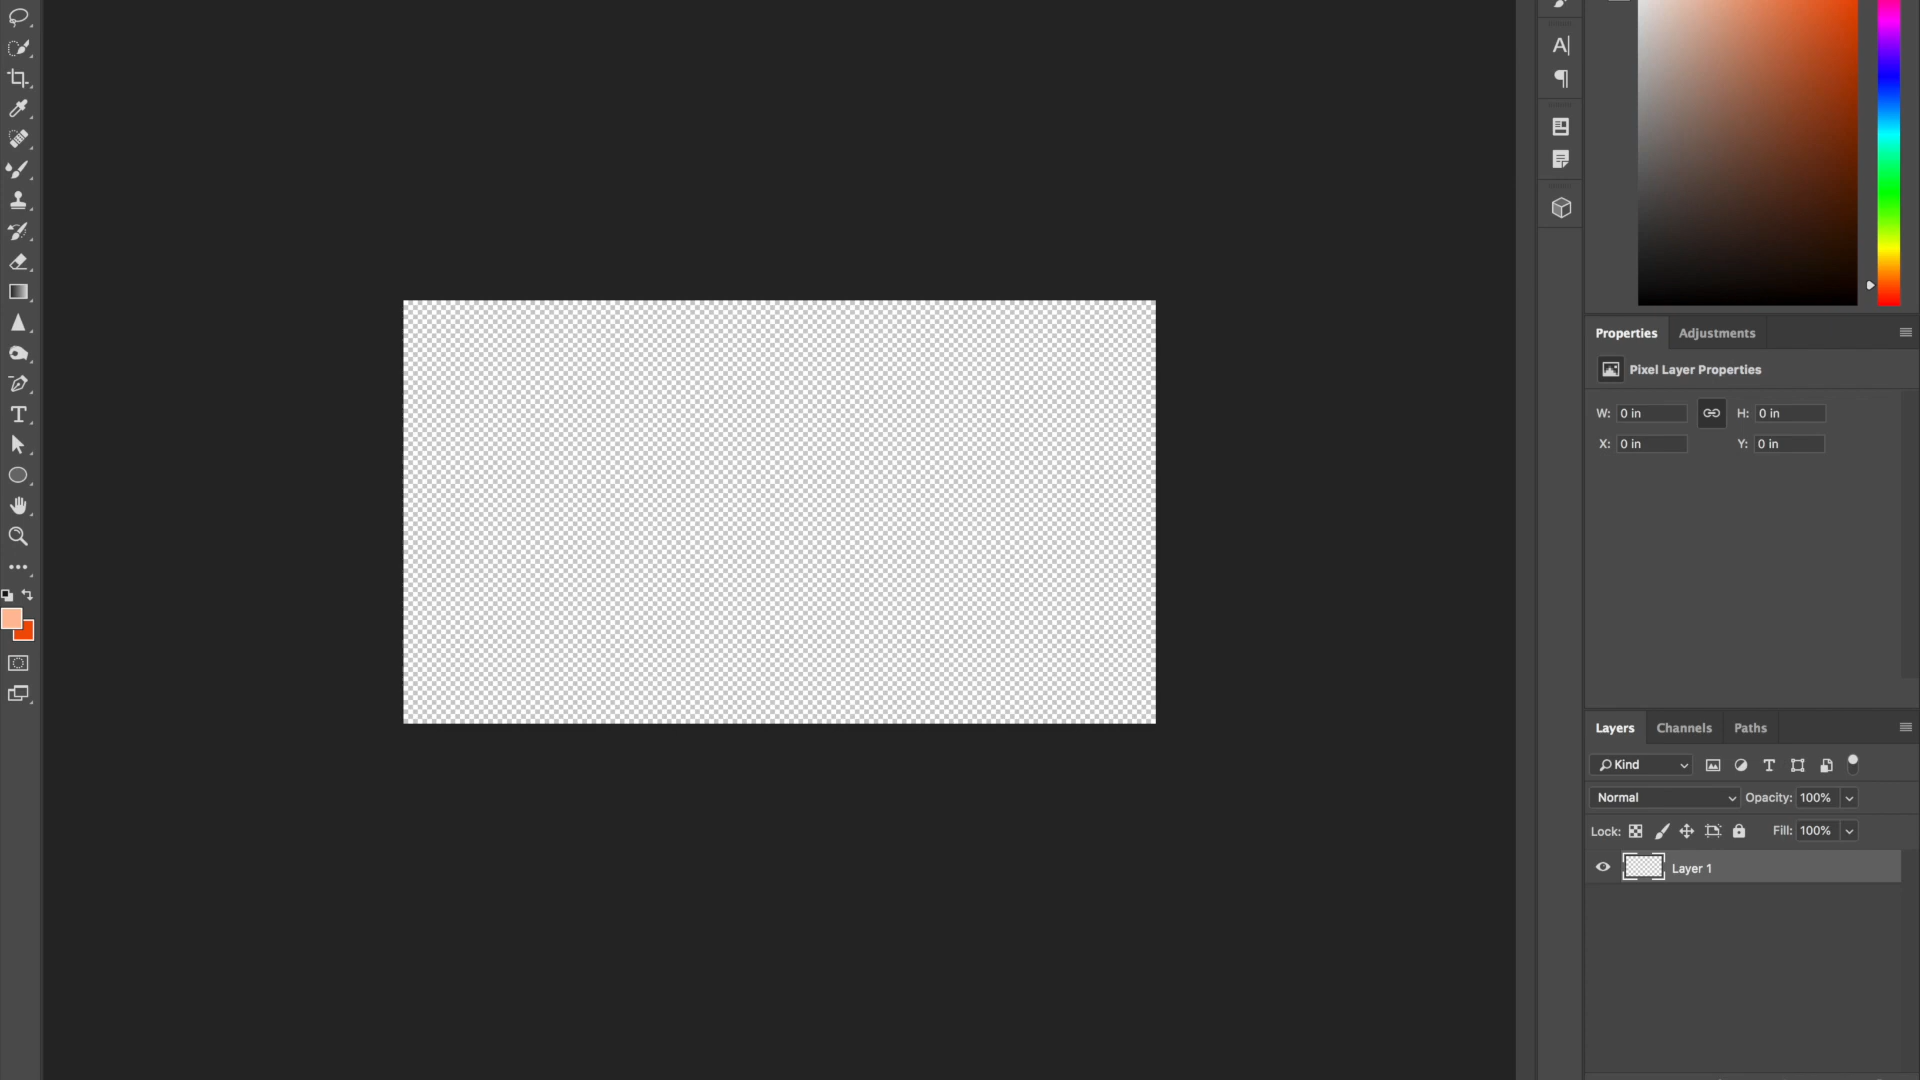 Properties Adjustments
Pixel Layer Properties
W: 0 in H: 0 in
X: 0 in Y: 0 in
Layers Channels Paths
Kind
Normal Opacity: 100%
Lock: Fill: 100%
Layer 1